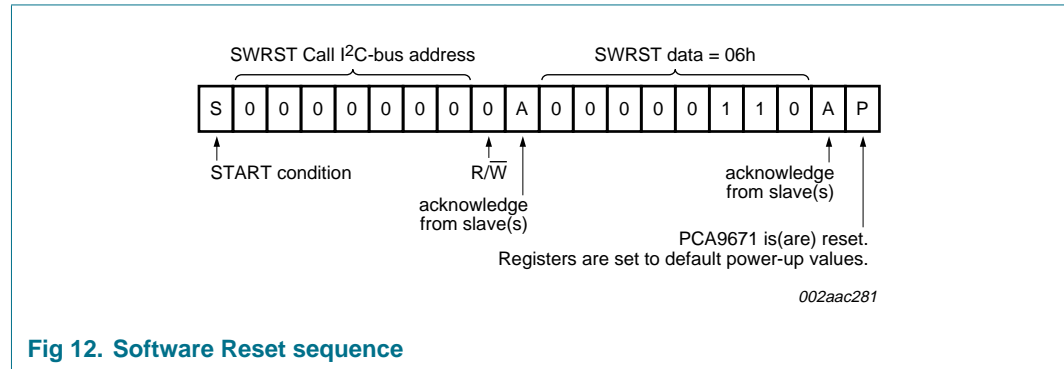 SWRST Call I2C-bus address
SWRST data = 06h
S 0 0 0 0 0 0 0 0 A 0 0 0 0 0 1 1 0 A P
START condition
R/W̅
acknowledge
from slave(s)
acknowledge
from slave(s)
PCA9671 is(are) reset.
Registers are set to default power-up values.
002aac281
Fig 12. Software Reset sequence